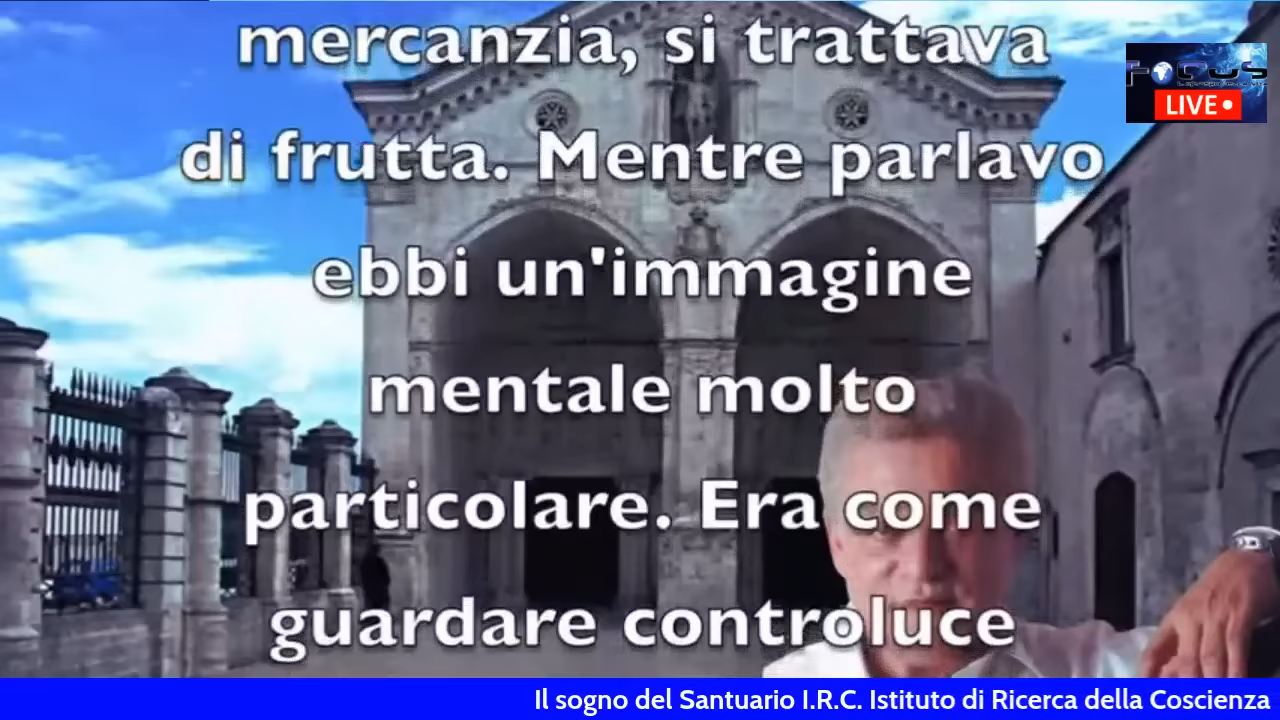 mercanzia, si trattava
di frutta. Mentre parlavo
ebbi un'immagine
mentale molto
particolare. Era come
guardare controluce
FOCUS
LIVE
Il sogno del Santuario I.R.C. Istituto di Ricerca della Coscienza